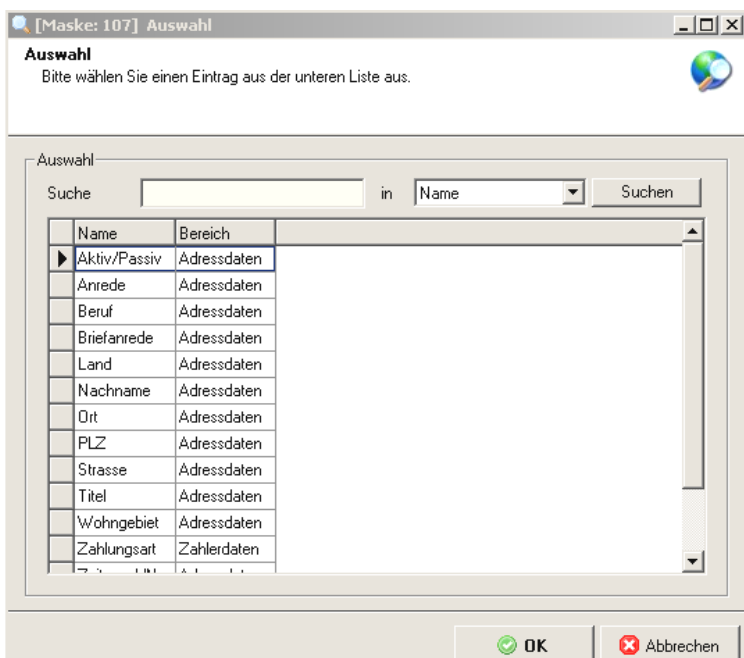 [Maske: 107] Auswahl
Auswahl
Bitte wählen Sie einen Eintrag aus der unteren Liste aus.
Auswahl
Suche in Name Suchen
Name Bereich
Aktiv/Passiv Adressdaten
Anrede Adressdaten
Beruf Adressdaten
Briefanrede Adressdaten
Land Adressdaten
Nachname Adressdaten
Ort Adressdaten
PLZ Adressdaten
Strasse Adressdaten
Titel Adressdaten
Wohngebiet Adressdaten
Zahlungsart Zahlerdaten
OK Abbrechen